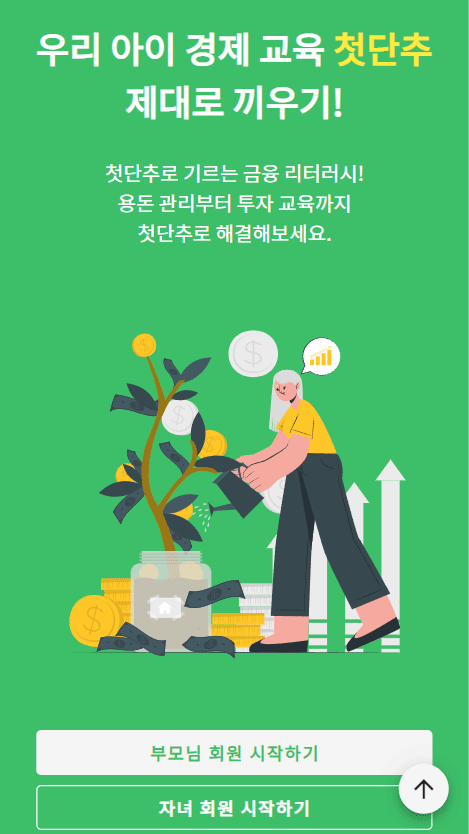 우리 아이 경제 교육 첫단추
제대로 끼우기!
첫단추로 기르는 금융 리터러시!
용돈 관리부터 투자 교육까지
첫단추로 해결해보세요.
부모님 회원 시작하기
자녀 회원 시작하기